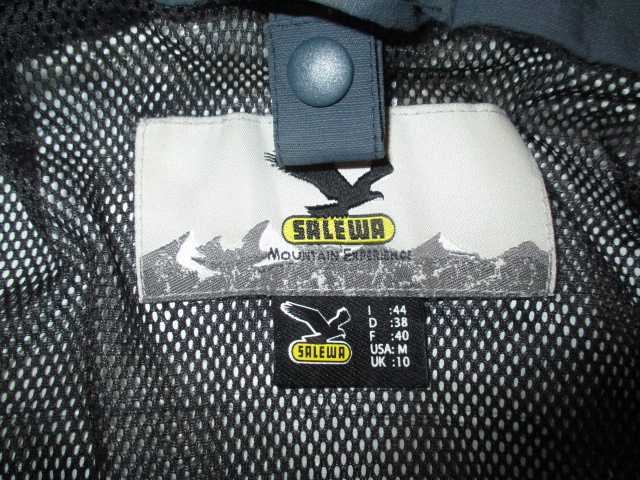 SALEWA
MOUNTAIN EXPERIENCE
SALEWA
I :44
D :38
F :40
USA: M
UK :10